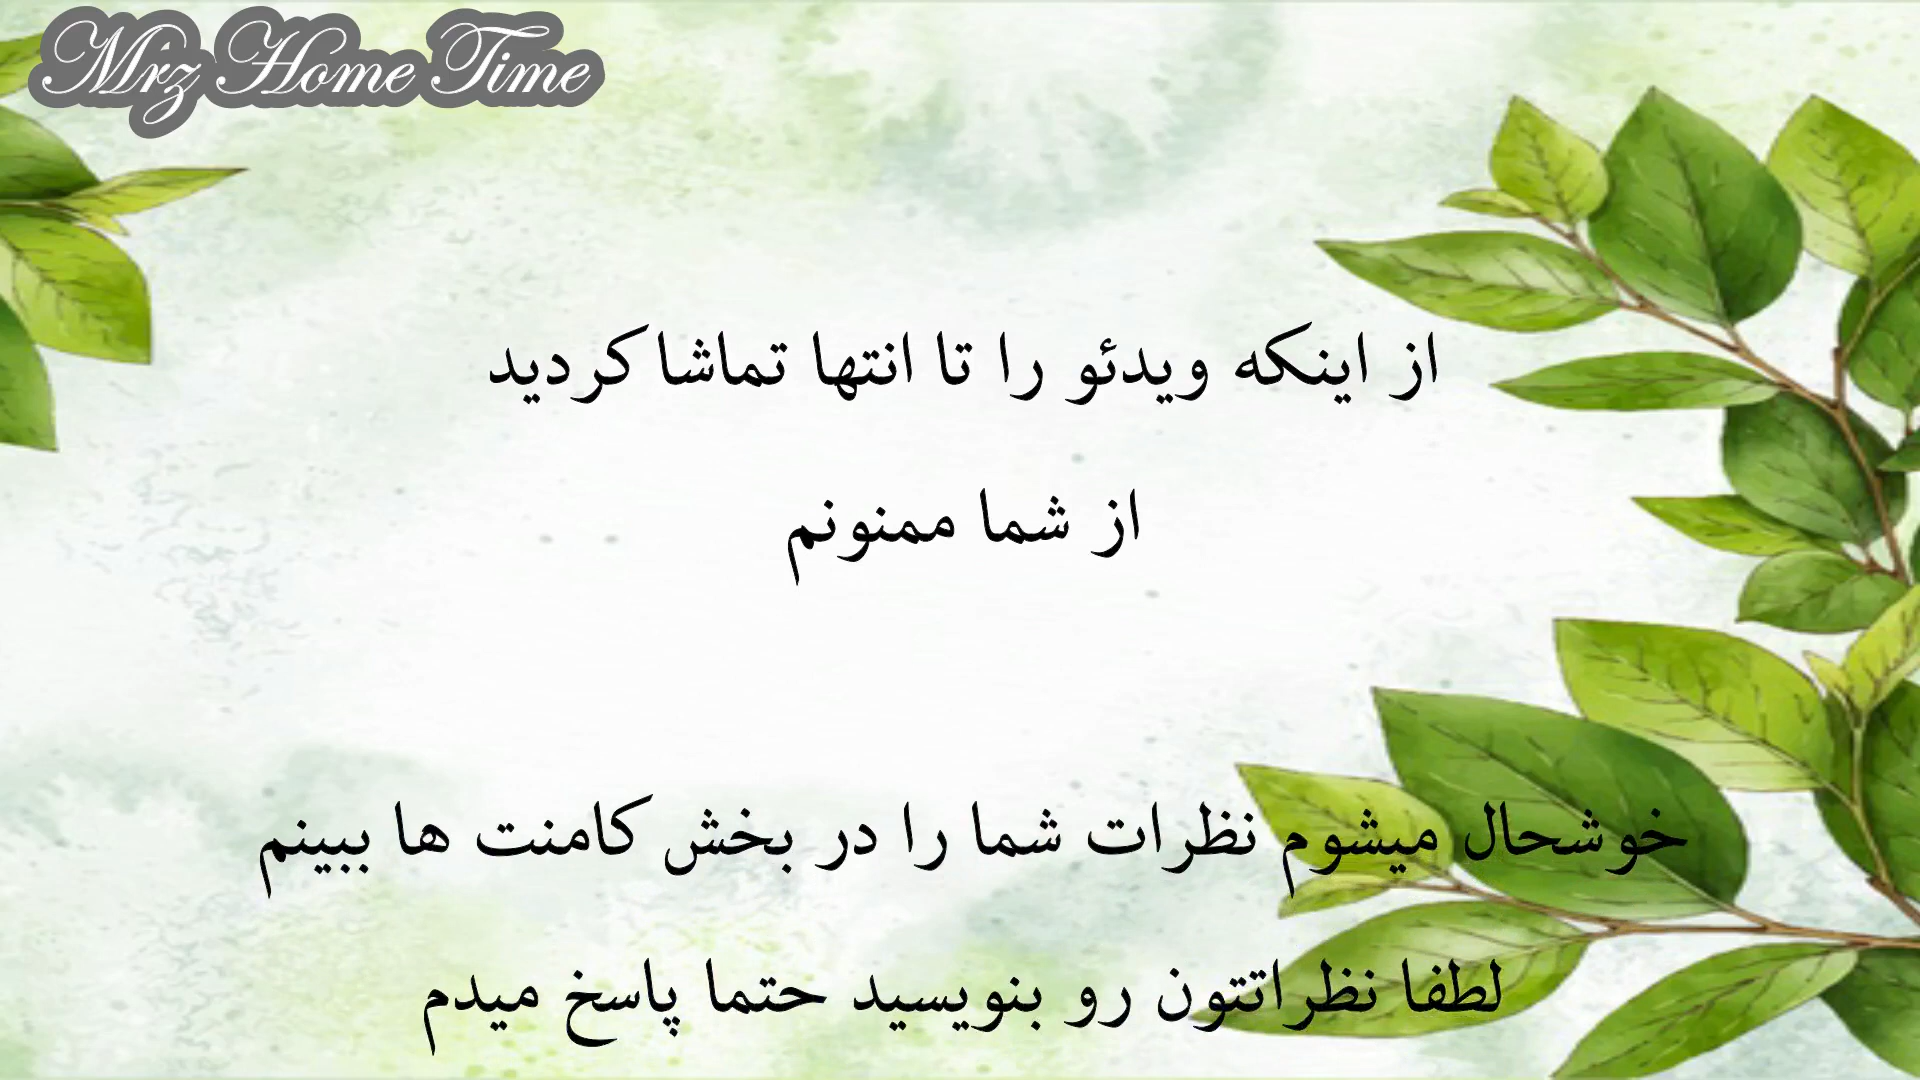 Mrz Home Time
از اینکه ویدئو را تا انتها تماشا کردید
از شما ممنونم
خوشحال میشوم نظرات شما را در بخش کامنت ها ببینم
لطفا نظراتتون رو بنویسید حتما پاسخ میدم